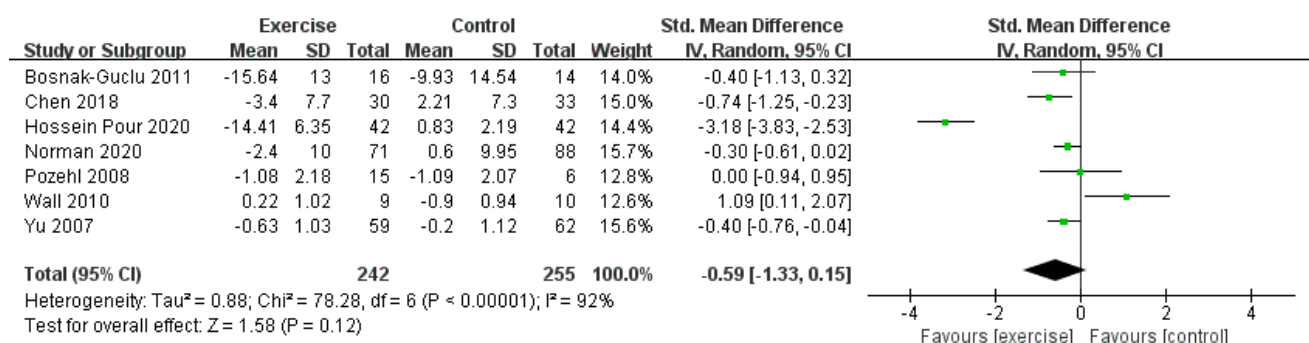 Exercise Control Std. Mean Difference Std. Mean Difference
Study or Subgroup Mean SD Total Mean SD Total Weight IV, Random, 95% CI IV, Random, 95% CI
Bosnak-Guclu 2011 -15.64 13 16 -9.93 14.54 14 14.0% -0.40 [-1.13, 0.32]
Chen 2018 -3.4 7.7 30 2.21 7.3 33 15.0% -0.74 [-1.25, -0.23]
Hossein Pour 2020 -14.41 6.35 42 0.83 2.19 42 14.4% -3.18 [-3.83, -2.53]
Norman 2020 -2.4 10 71 0.6 9.95 88 15.7% -0.30 [-0.61, 0.02]
Pozehl 2008 -1.08 2.18 15 -1.09 2.07 6 12.8% 0.00 [-0.94, 0.95]
Wall 2010 0.22 1.02 9 -0.9 0.94 10 12.6% 1.09 [0.11, 2.07]
Yu 2007 -0.63 1.03 59 -0.2 1.12 62 15.6% -0.40 [-0.76, -0.04]
Total (95% CI) 242 255 100.0% -0.59 [-1.33, 0.15]
Heterogeneity: Tau² = 0.88; Chi² = 78.28, df = 6 (P < 0.00001); I² = 92%
Test for overall effect: Z = 1.58 (P = 0.12)
-4 -2 0 2 4
Favours [exercise] Favours [control]